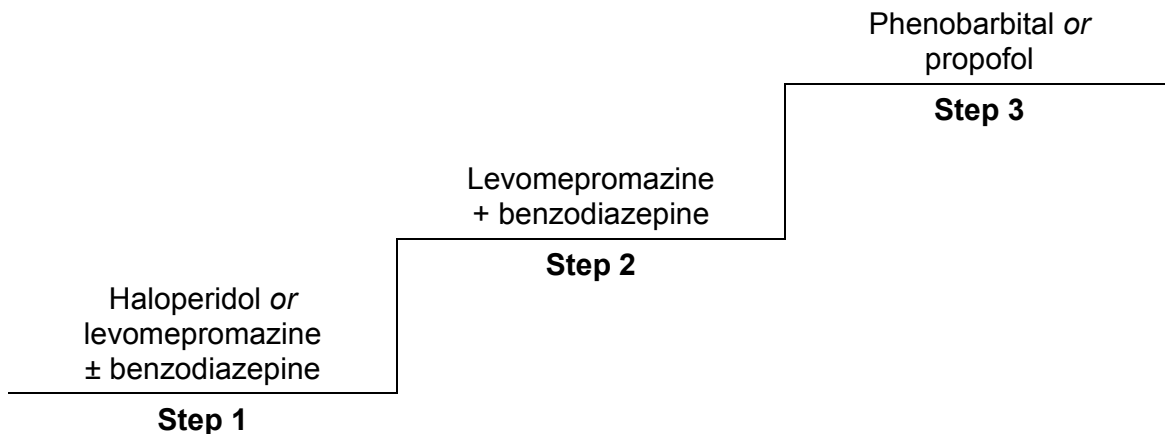 Phenobarbital or
propofol
Step 3
Levomepromazine
+ benzodiazepine
Step 2
Haloperidol or
levomepromazine
± benzodiazepine
Step 1